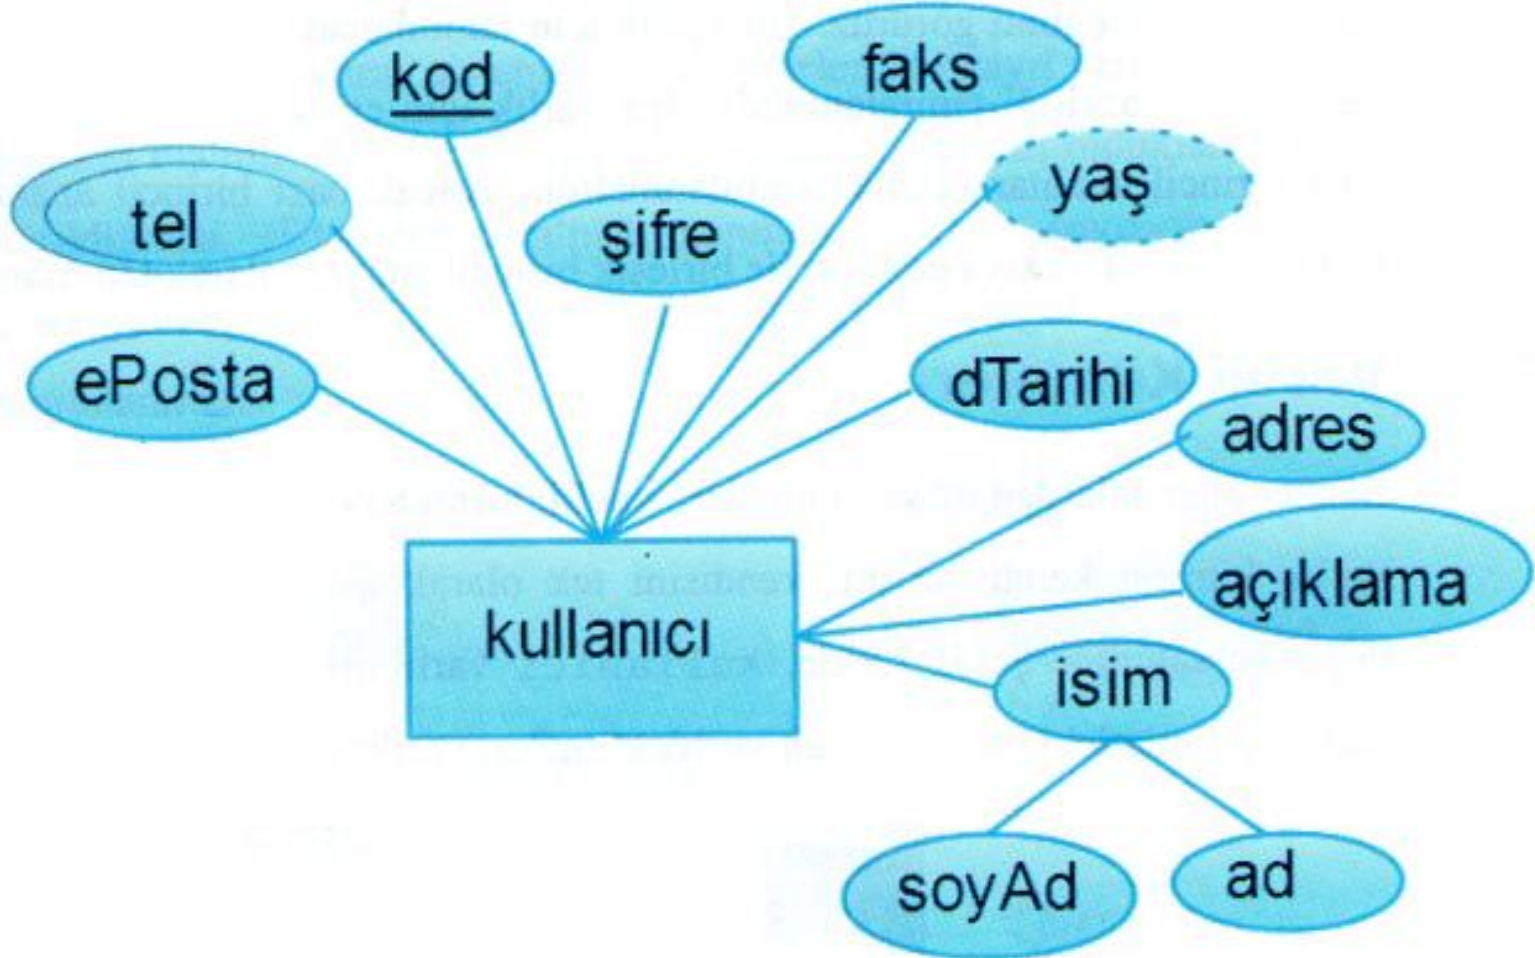 kod
faks
yaş
tel
şifre
ePosta
dTarihi
adres
açıklama
kullanıcı
isim
soyAd
ad